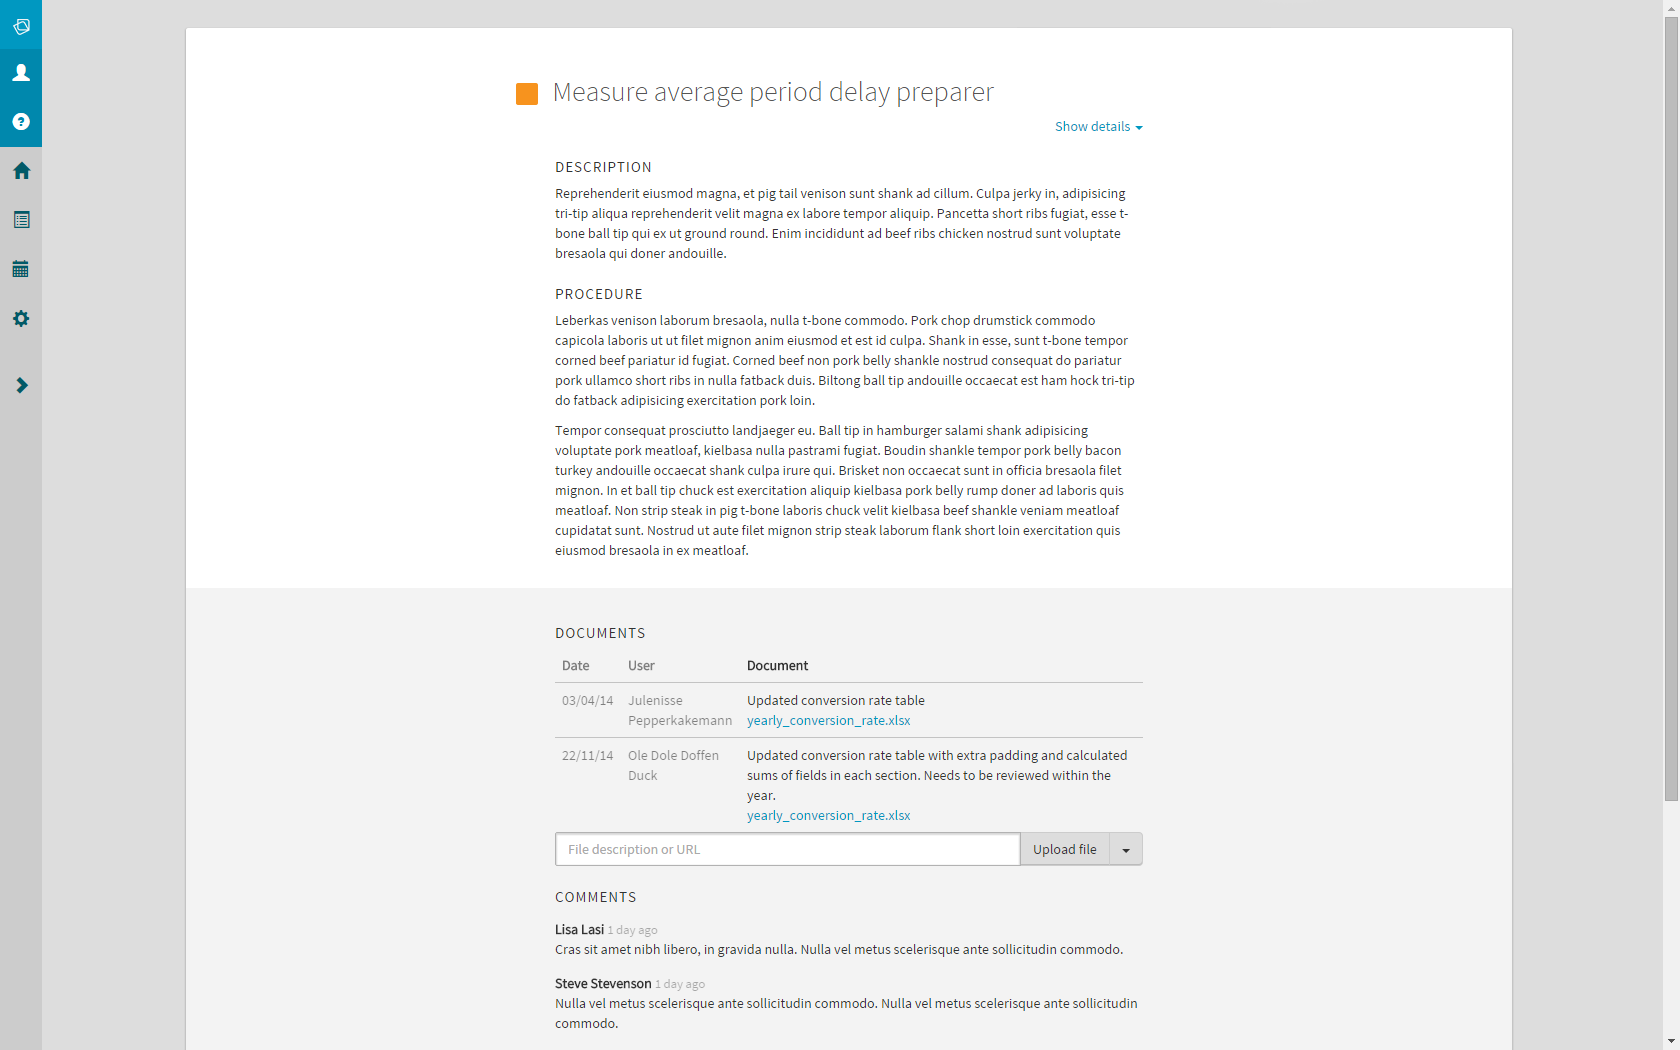 Measure average period delay preparer
Show details
DESCRIPTION
Reprehenderit eiusmod magna, et pig tail venison sunt shank ad cillum. Culpa jerky in, adipisicing
tri-tip aliqua reprehenderit velit magna ex labore tempor aliquip. Pancetta short ribs fugiat, esse t-
bone ball tip qui ex ut ground round. Enim incididunt ad beef ribs chicken nostrud sunt voluptate
bresaola qui doner andouille.
PROCEDURE
Leberkas venison laborum bresaola, nulla t-bone commodo. Pork chop drumstick commodo
capicola laboris ut ut filet mignon anim eiusmod et est id culpa. Shank in esse, sunt t-bone tempor
corned beef pariatur id fugiat. Corned beef non pork belly shankle nostrud consequat do pariatur
pork ullamco short ribs in nulla fatback duis. Biltong ball tip andouille occaecat est ham hock tri-tip
do fatback adipisicing exercitation pork loin.
Tempor consequat prosciutto landjaeger eu. Ball tip in hamburger salami shank adipisicing
voluptate pork meatloaf, kielbasa nulla pastrami fugiat. Boudin shankle tempor pork belly bacon
turkey andouille occaecat shank culpa irure qui. Brisket non occaecat sunt in officia bresaola filet
mignon. In et ball tip chuck est exercitation aliquip kielbasa pork belly rump doner ad laboris quis
meatloaf. Non strip steak in pig t-bone laboris chuck velit kielbasa beef shankle veniam meatloaf
cupidatat sunt. Nostrud ut aute filet mignon strip steak laborum flank short loin exercitation quis
eiusmod bresaola in ex meatloaf.
DOCUMENTS
Date User Document
03/04/14 Julenisse Updated conversion rate table
Pepperkakemann yearly_conversion_rate.xlsx
22/11/14 Ole Dole Doffen Updated conversion rate table with extra padding and calculated
Duck sums of fields in each section. Needs to be reviewed within the
year.
yearly_conversion_rate.xlsx
File description or URL Upload file
COMMENTS
Lisa Lasi 1 day ago
Cras sit amet nibh libero, in gravida nulla. Nulla vel metus scelerisque ante sollicitudin commodo.
Steve Stevenson 1 day ago
Nulla vel metus scelerisque ante sollicitudin commodo. Nulla vel metus scelerisque ante sollicitudin
commodo.